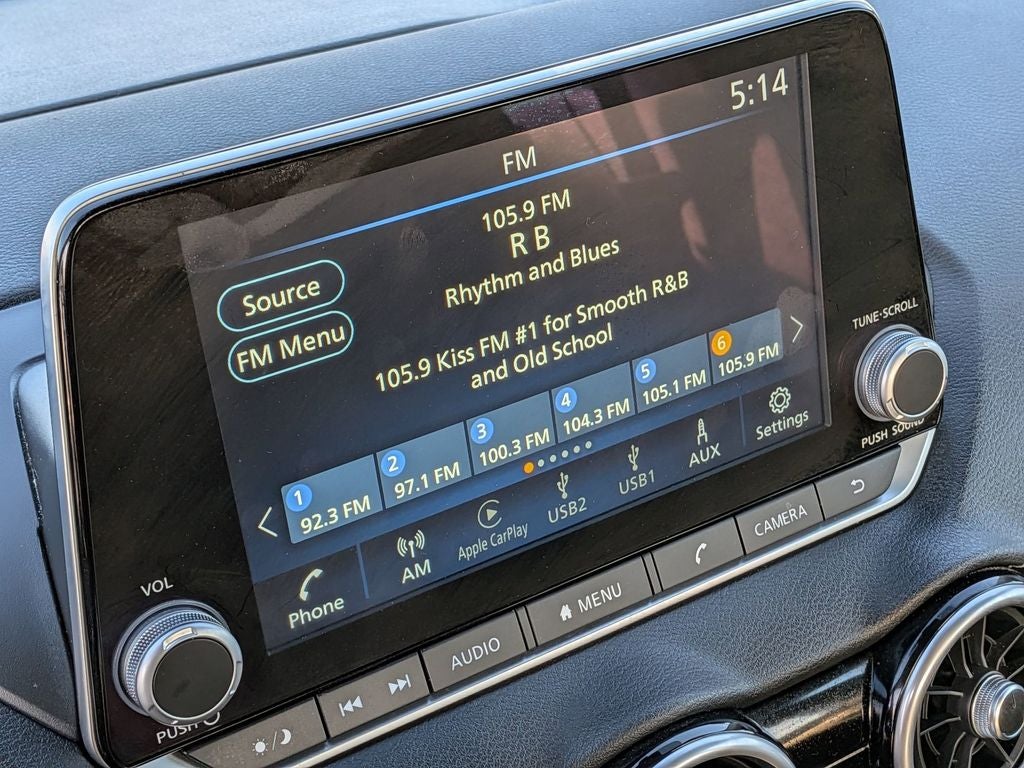 5:14
FM
105.9 FM
R B
Rhythm and Blues
Source
FM Menu
105.9 Kiss FM #1 for Smooth R&B
and Old School
1 92.3 FM
2 97.1 FM
3 100.3 FM
4 104.3 FM
5 105.1 FM
6 105.9 FM
Phone
AM
Apple CarPlay
USB2
USB1
AUX
Settings
VOL
PUSH
TUNE·SCROLL
PUSH SOUND
AUDIO
MENU
CAMERA